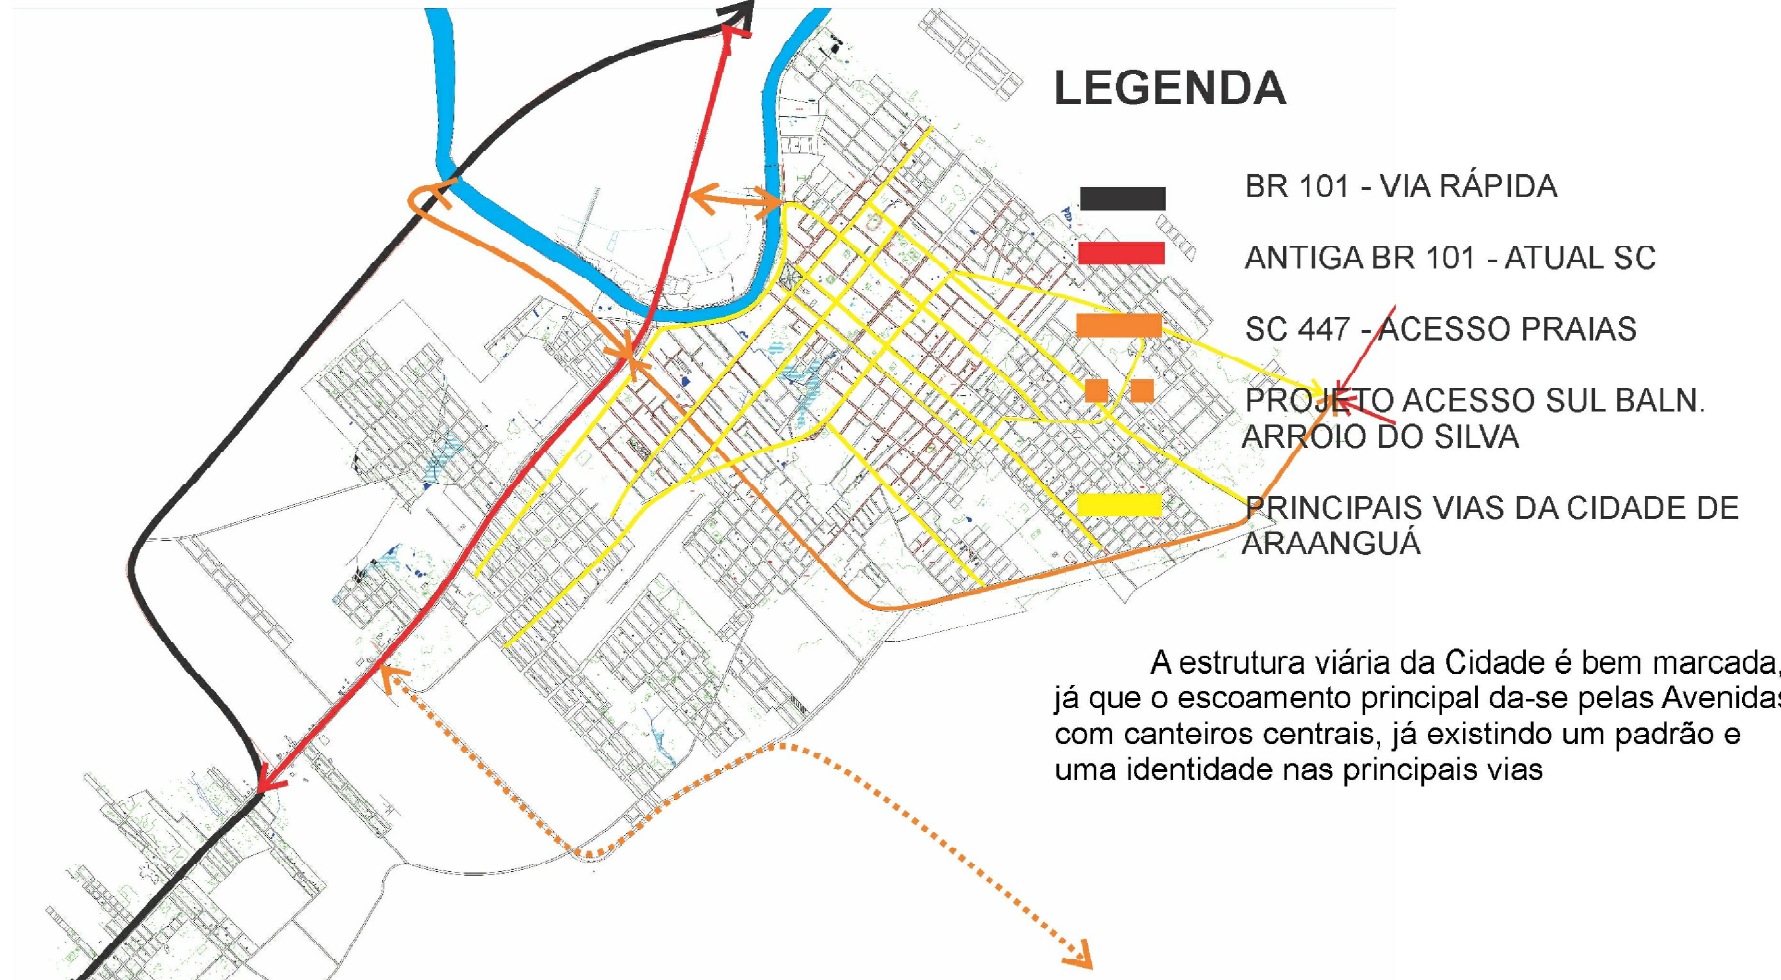 LEGENDA
BR 101 - VIA RÁPIDA
ANTIGA BR 101 - ATUAL SC
SC 447 - ACESSO PRAIAS
PROJETO ACESSO SUL BALN.
ARROIO DO SILVA
PRINCIPAIS VIAS DA CIDADE DE
ARAANGUÁ
A estrutura viária da Cidade é bem marcada,
já que o escoamento principal da-se pelas Avenidas
com canteiros centrais, já existindo um padrão e
uma identidade nas principais vias